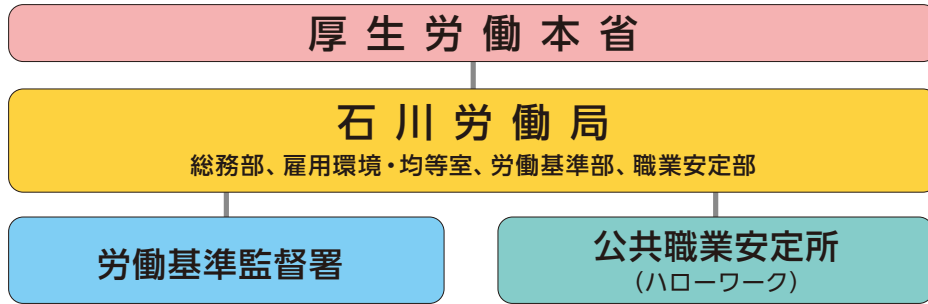 厚生労働本省
石川労働局
総務部、雇用環境・均等室、労働基準部、職業安定部
労働基準監督署
公共職業安定所
（ハローワーク）